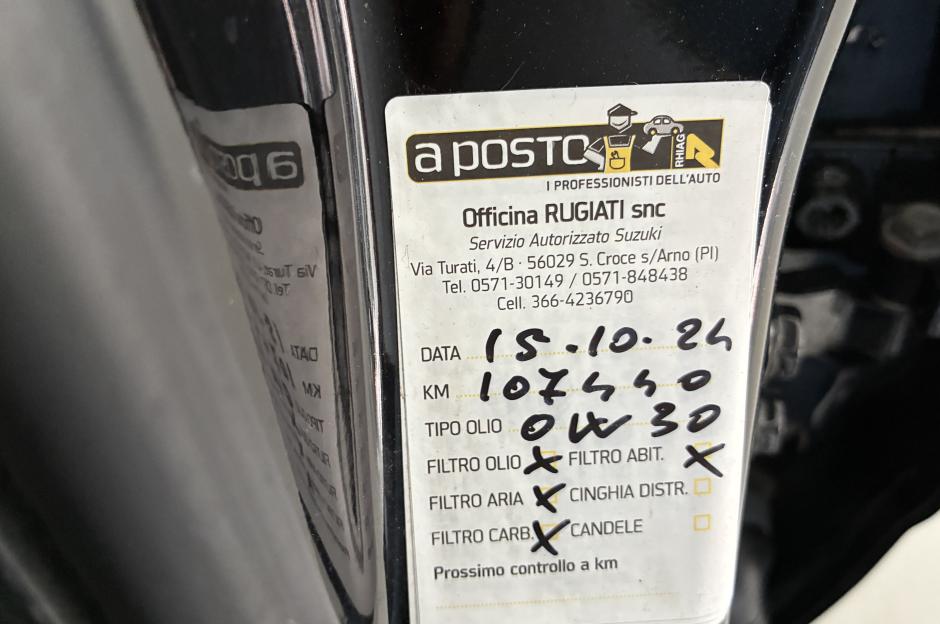 a POSTO
RHIAG
I PROFESSIONISTI DELL'AUTO
Officina RUGIATI snc
Servizio Autorizzato Suzuki
Via Turati, 4/B · 56029 S. Croce s/Arno (PI)
Tel. 0571-30149 / 0571-848438
Cell. 366-4236790
DATA 15.10.24
KM 107440
TIPO OLIO 0W30
FILTRO OLIO X FILTRO ABIT. X
FILTRO ARIA X CINGHIA DISTR.
FILTRO CARB. X CANDELE
Prossimo controllo a km